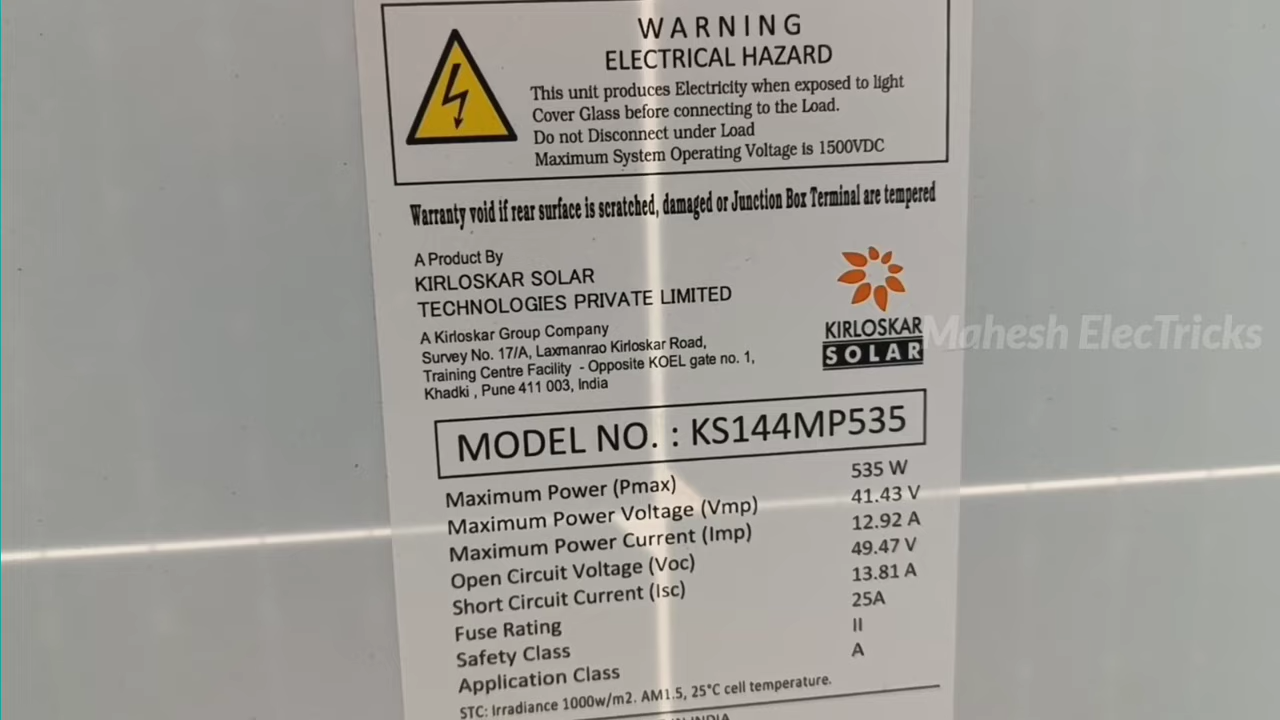 WARNING
ELECTRICAL HAZARD
This unit produces Electricity when exposed to light
Cover Glass before connecting to the Load.
Do not Disconnect under Load
Maximum System Operating Voltage is 1500VDC
Warranty void if rear surface is scratched, damaged or Junction Box Terminal are tempered
A Product By
KIRLOSKAR SOLAR
TECHNOLOGIES PRIVATE LIMITED
A Kirloskar Group Company
Survey No. 17/A, Laxmanrao Kirloskar Road,
Training Centre Facility - Opposite KOEL gate no. 1,
Khadki , Pune 411 003, India
KIRLOSKAR
SOLAR
Mahesh ElecTricks
MODEL NO. : KS144MP535
Maximum Power (Pmax) 535 W
Maximum Power Voltage (Vmp) 41.43 V
Maximum Power Current (Imp) 12.92 A
Open Circuit Voltage (Voc) 49.47 V
Short Circuit Current (Isc) 13.81 A
Fuse Rating 25A
Safety Class II
Application Class A
STC: Irradiance 1000w/m2. AM1.5, 25°C cell temperature.
INDIA